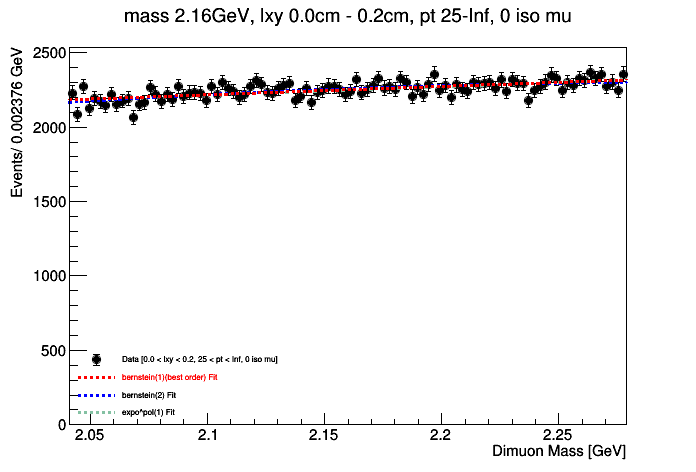 mass 2.16GeV, lxy 0.0cm - 0.2cm, pt 25-Inf, 0 iso mu
Events/ 0.002376 GeV
2500
2000
1500
1000
500
0
Data [0.0 < lxy < 0.2, 25 < pt < Inf, 0 iso mu]
bernstein(1)(best order) Fit
bernstein(2) Fit
expo^pol(1) Fit
2.05 2.1 2.15 2.2 2.25
Dimuon Mass [GeV]